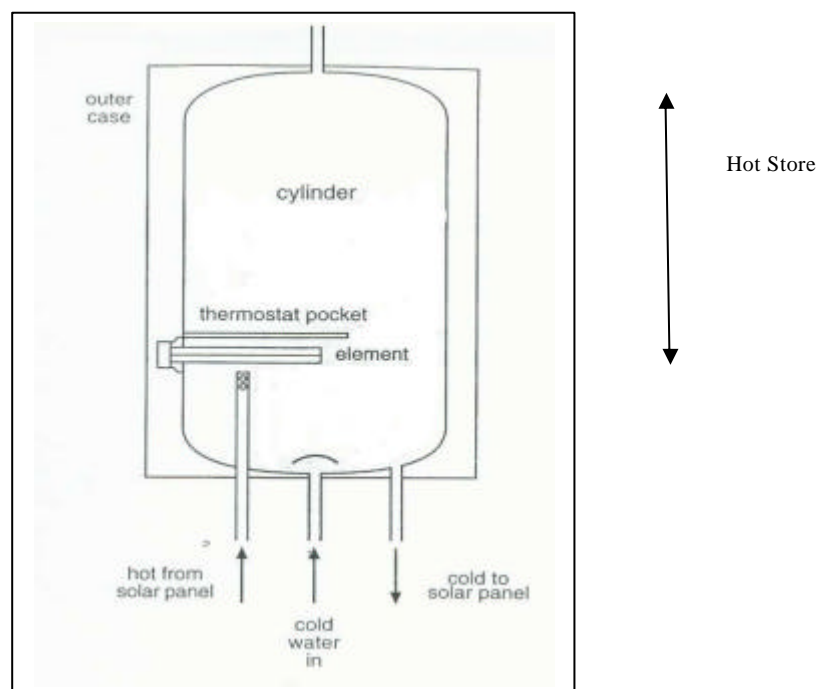 outer
case
Hot Store
cylinder
thermostat pocket
element
hot from
solar panel
cold
water
in
cold to
solar panel